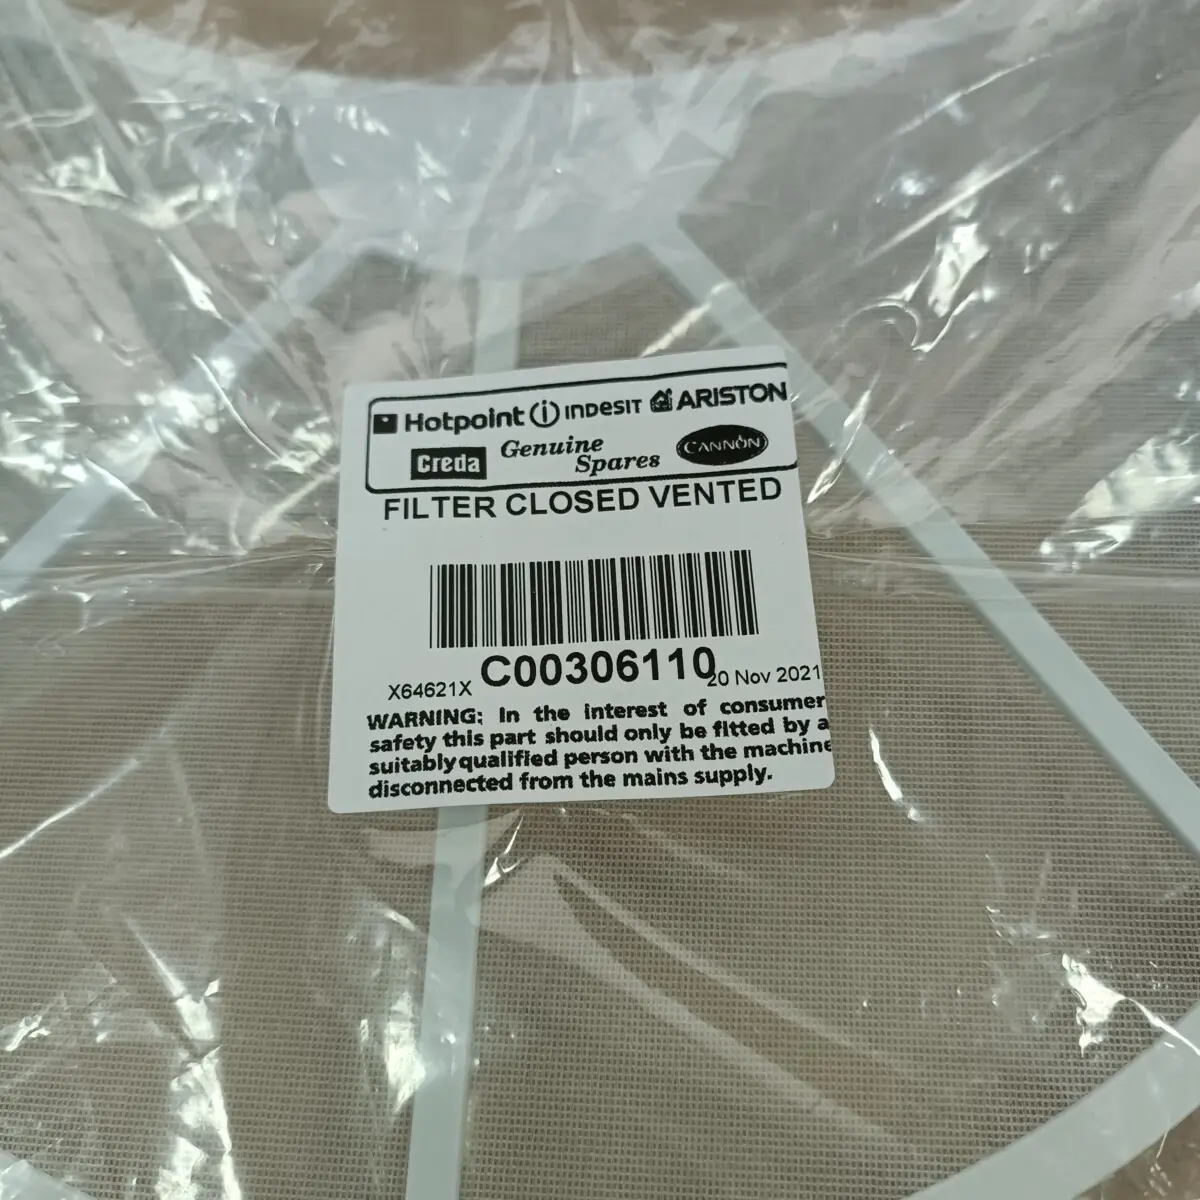 Hotpoint i INDESIT ARISTON
Creda Genuine Spares CANNON
FILTER CLOSED VENTED
X64621X C00306110 20 Nov 2021
WARNING: In the interest of consumer
safety this part should only be fitted by a
suitably qualified person with the machine
disconnected from the mains supply.